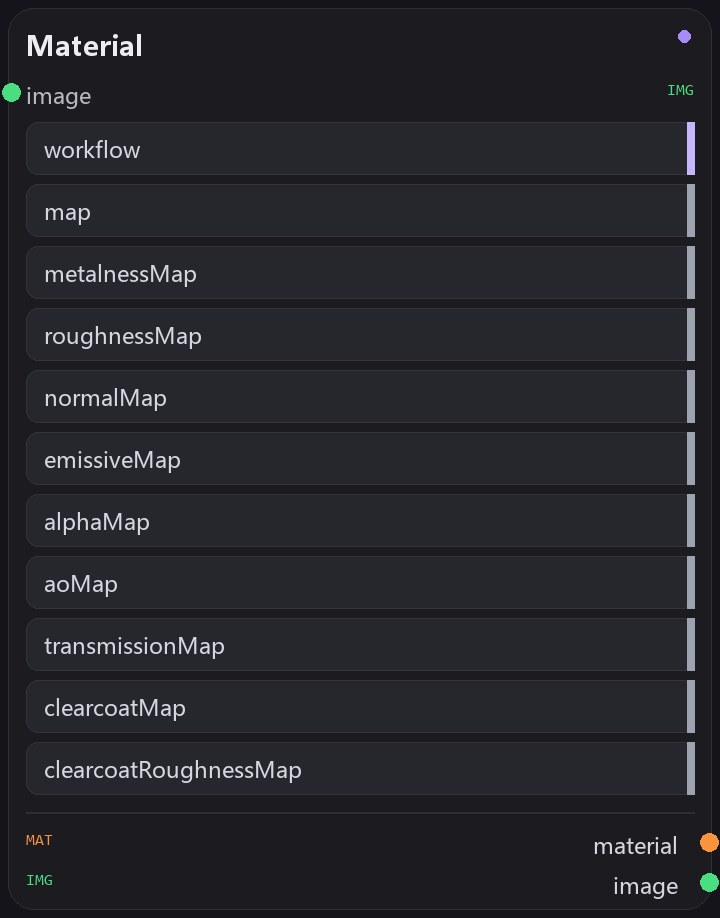 Material
image IMG
workflow
map
metalnessMap
roughnessMap
normalMap
emissiveMap
alphaMap
aoMap
transmissionMap
clearcoatMap
clearcoatRoughnessMap
MAT material
IMG image